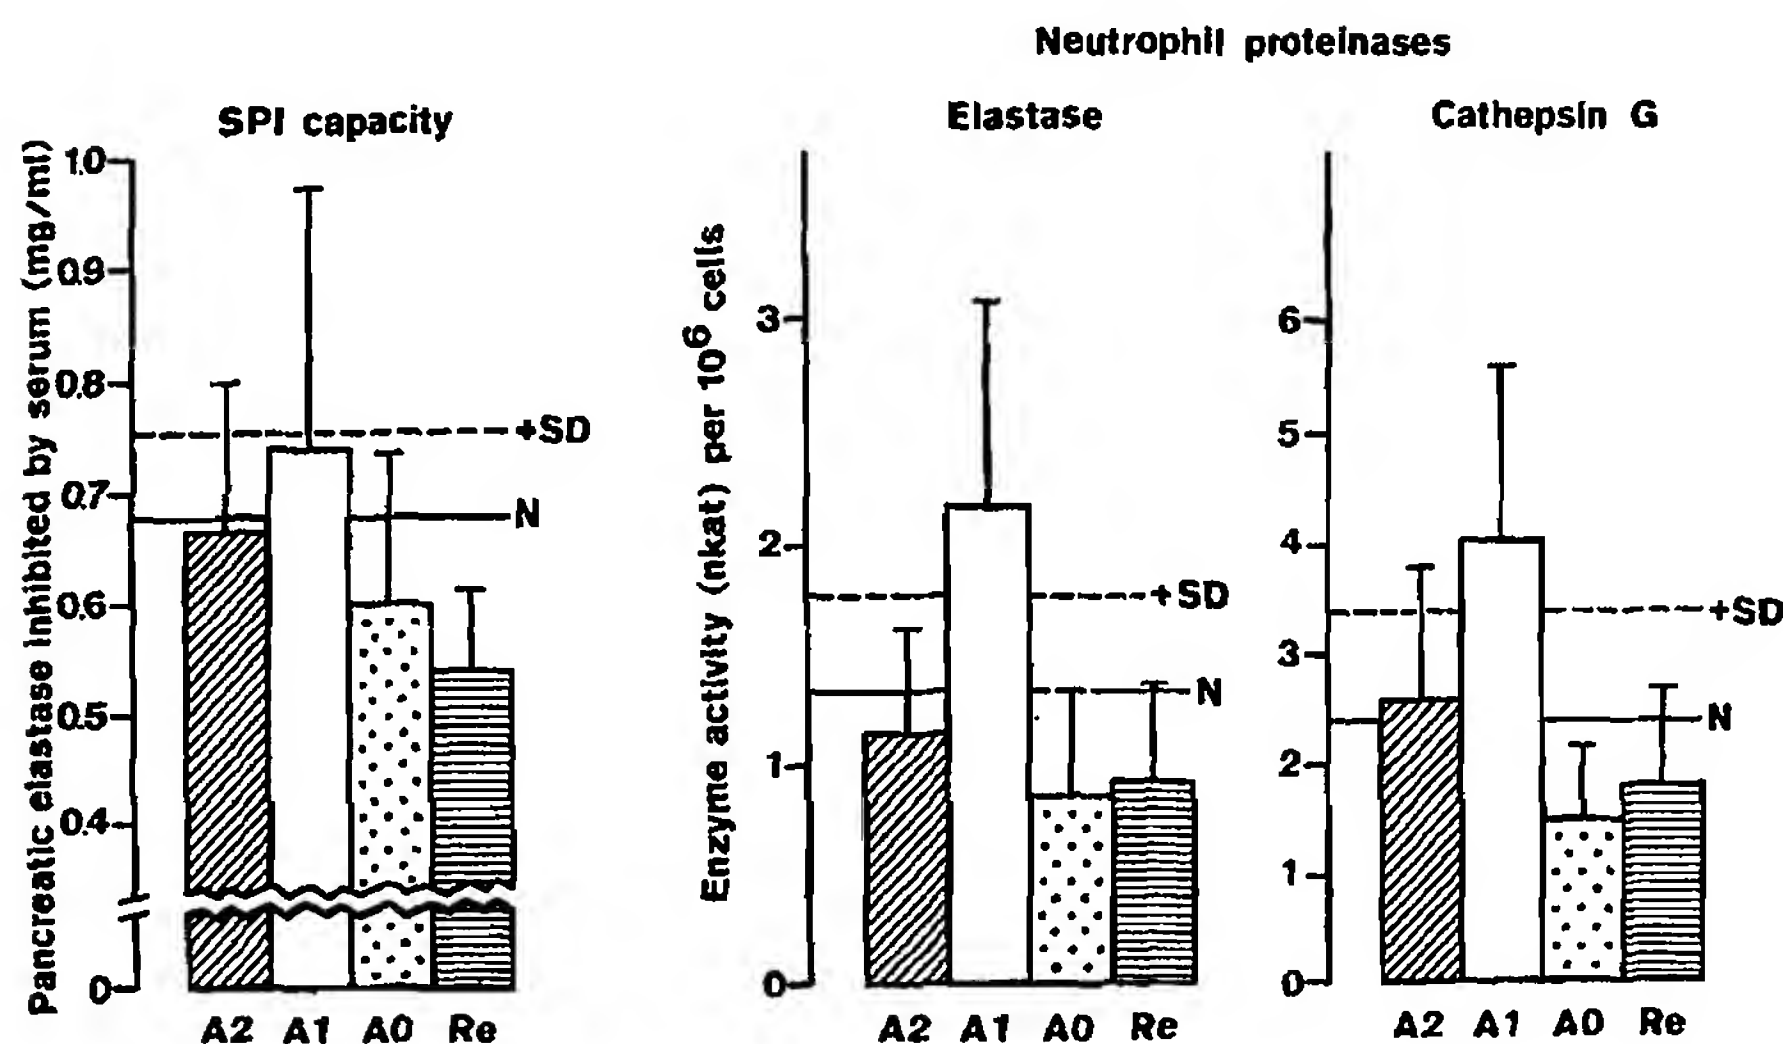 Neutrophil proteinases
SPI capacity
Elastase
Cathepsin G
Pancreatic elastase inhibited by serum (mg/ml)
1.0
0.9
0.8
0.7
0.6
0.5
0.4
0
+SD
N
A2 A1 A0 Re
Enzyme activity (nkat) per 10⁶ cells
3
2
1
0
+SD
N
A2 A1 A0 Re
6
5
4
3
2
1
0
+SD
N
A2 A1 A0 Re